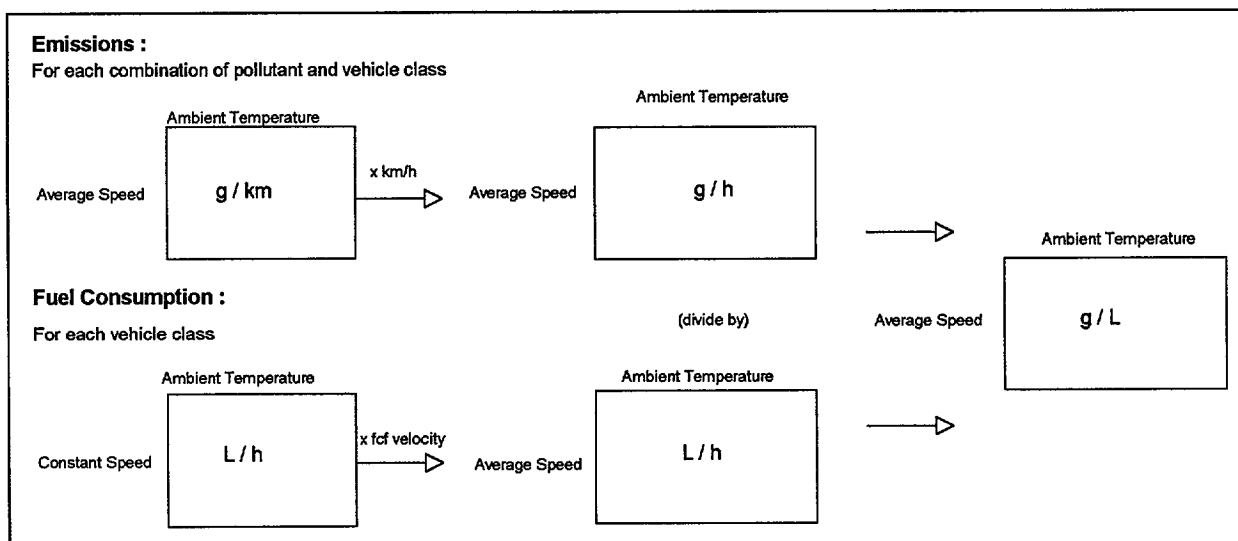 Emissions :
For each combination of pollutant and vehicle class
Ambient Temperature
Average Speed
g / km
x km/h
Ambient Temperature
Average Speed
g / h
Fuel Consumption :
For each vehicle class
(divide by)
Ambient Temperature
Average Speed
g / L
Ambient Temperature
Constant Speed
L / h
x fcf velocity
Ambient Temperature
Average Speed
L / h